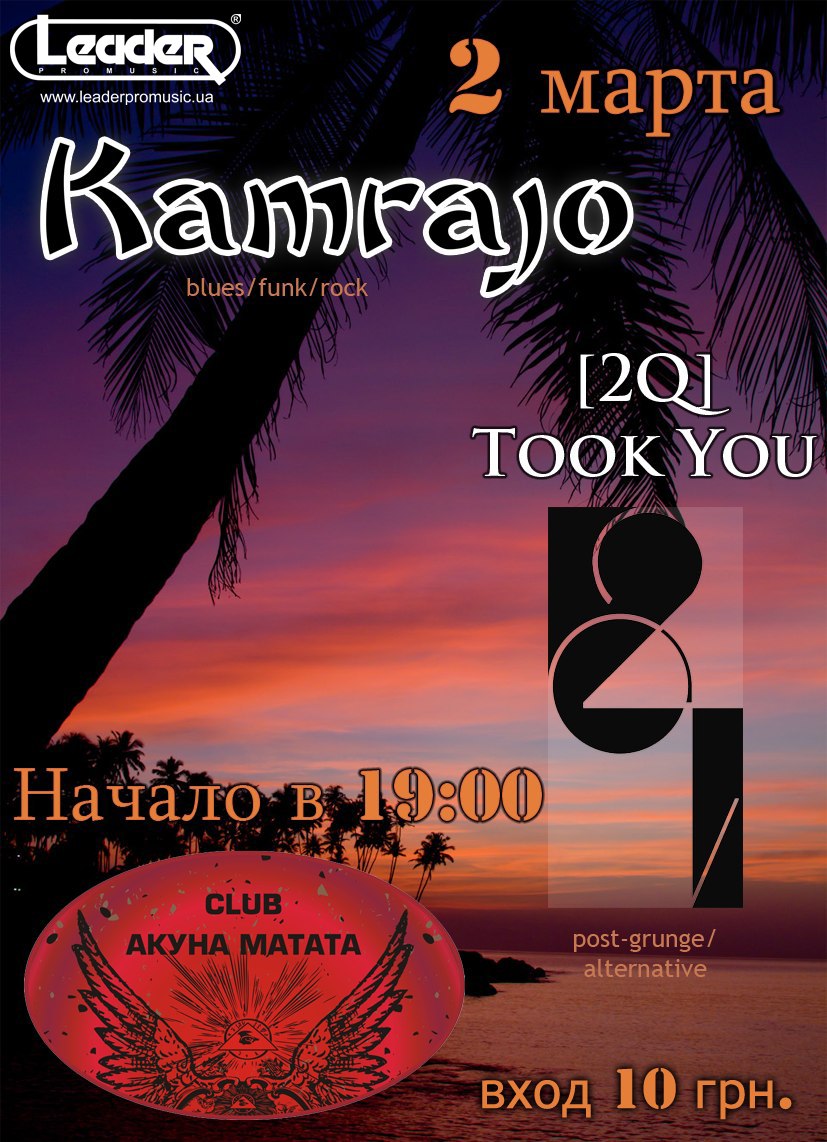 Leader®
PROMUSIC
www.leaderpromusic.ua
2 марта
Kamrajo
blues/funk/rock
[2Q]
Took You
Начало в 19:00
CLUB
АКУНА МАТАТА
post-grunge/
alternative
вход 10 грн.